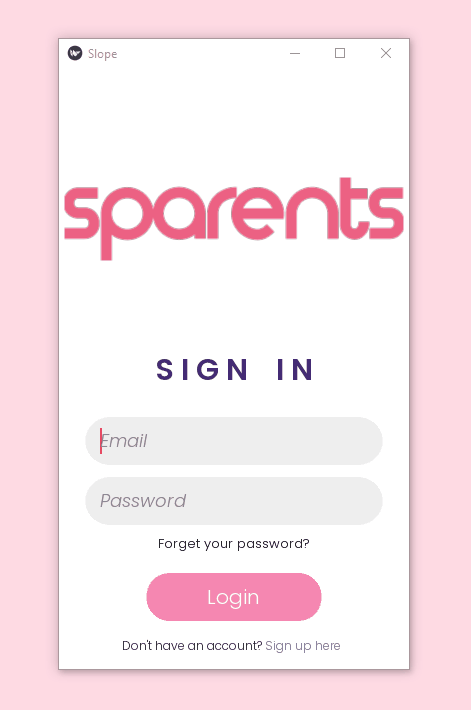 Slope
sparents
SIGN IN
Email
Password
Forget your password?
Login
Don't have an account? Sign up here